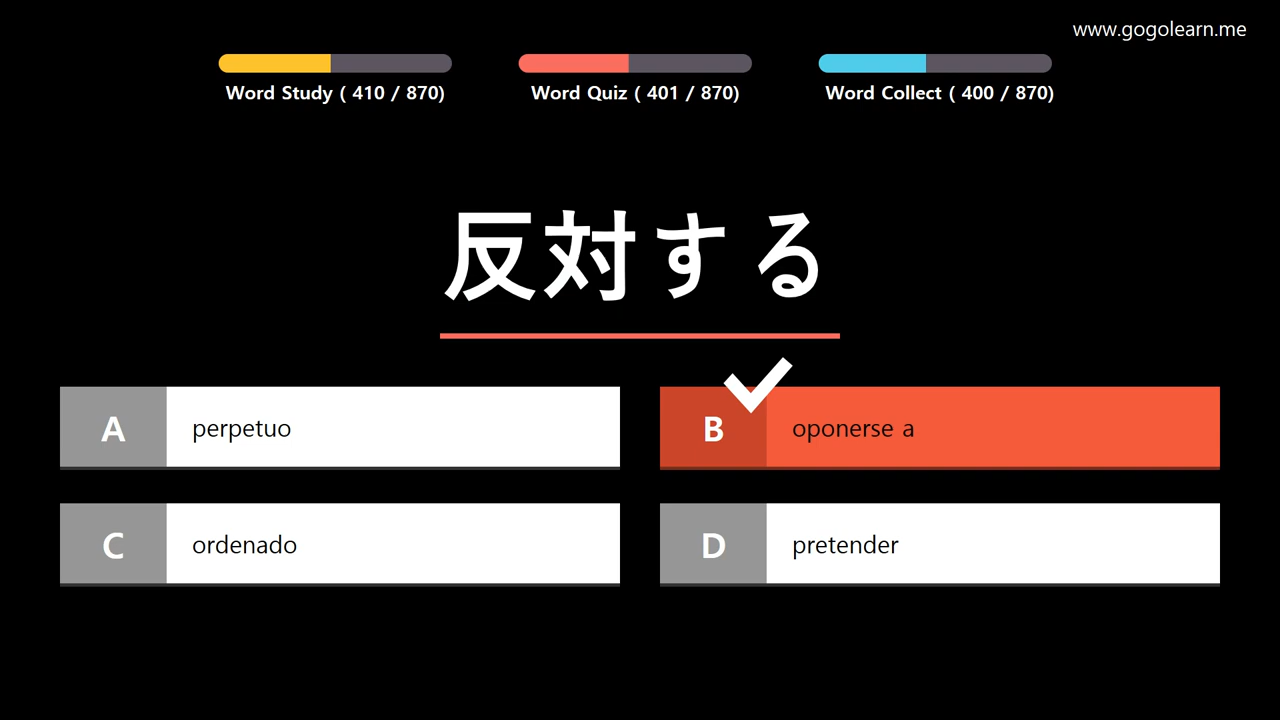 www.gogolearn.me
Word Study ( 410 / 870)
Word Quiz ( 401 / 870)
Word Collect ( 400 / 870)
反対する
A perpetuo
B oponerse a
C ordenado
D pretender